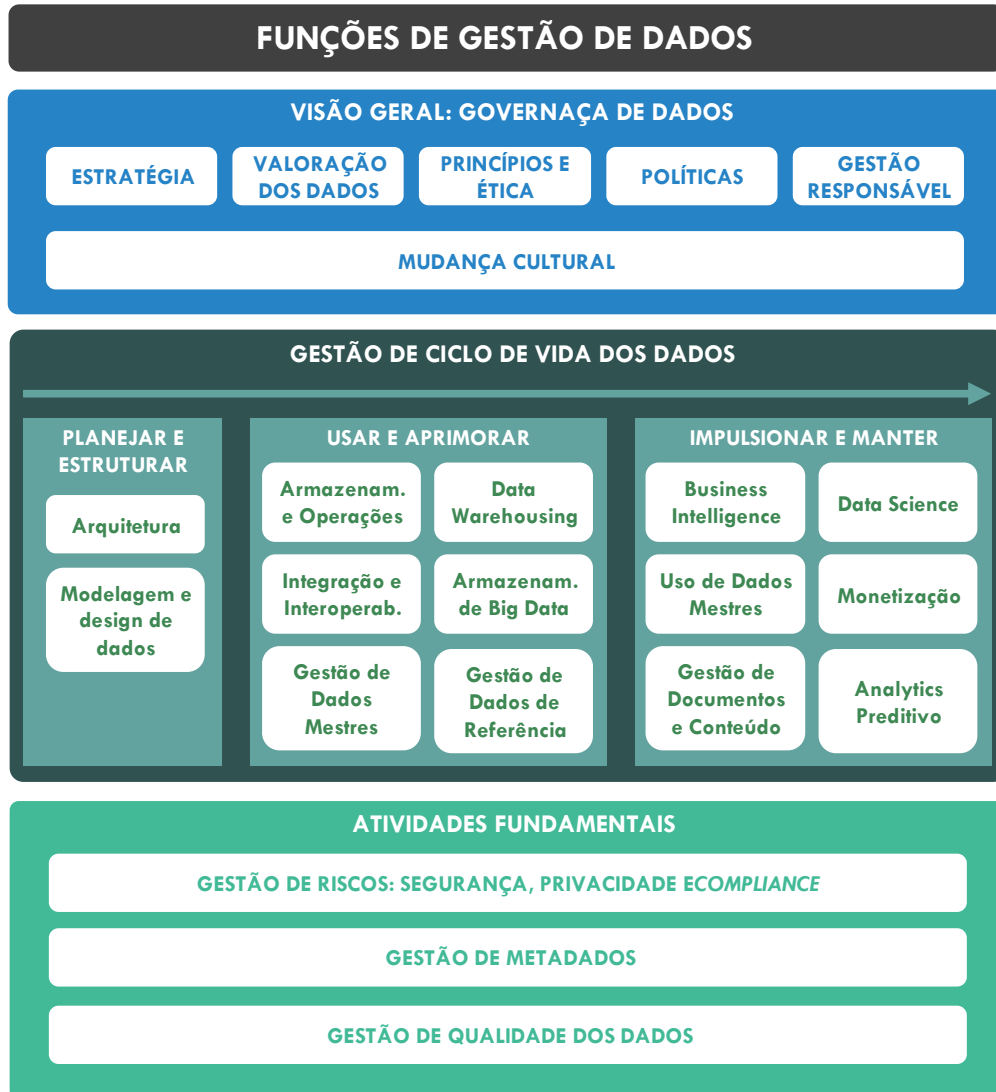 FUNÇÕES DE GESTÃO DE DADOS
VISÃO GERAL: GOVERNAÇA DE DADOS
ESTRATÉGIA
VALORAÇÃO
DOS DADOS
PRINCÍPIOS E
ÉTICA
POLÍTICAS
GESTÃO
RESPONSÁVEL
MUDANÇA CULTURAL
GESTÃO DE CICLO DE VIDA DOS DADOS
PLANEJAR E
ESTRUTURAR
Arquitetura
Modelagem e
design de
dados
USAR E APRIMORAR
Armazenam.
e Operações
Data
Warehousing
Integração e
Interoperab.
Armazenam.
de Big Data
Gestão de
Dados
Mestres
Gestão de
Dados de
Referência
IMPULSIONAR E MANTER
Business
Intelligence
Data Science
Uso de Dados
Mestres
Monetização
Gestão de
Documentos
e Conteúdo
Analytics
Preditivo
ATIVIDADES FUNDAMENTAIS
GESTÃO DE RISCOS: SEGURANÇA, PRIVACIDADE ECOMPLIANCE
GESTÃO DE METADADOS
GESTÃO DE QUALIDADE DOS DADOS